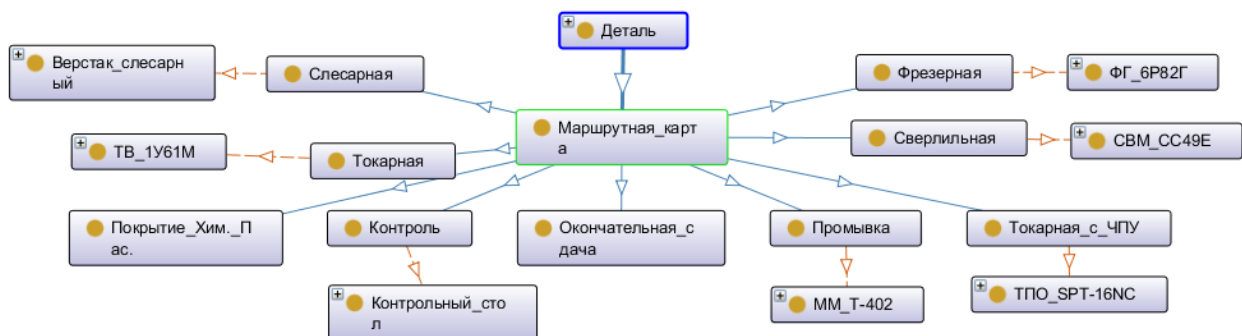 Деталь
Верстак_слесарн
ый
Слесарная
Фрезерная
ФГ_6Р82Г
Маршрутная_карт
а
Сверлильная
СВМ_СС49Е
ТВ_1У61М
Токарная
Покрытие_Хим._П
ас.
Контроль
Окончательная_с
дача
Промывка
Токарная_с_ЧПУ
Контрольный_сто
л
ММ_Т-402
ТПО_SPT-16NC